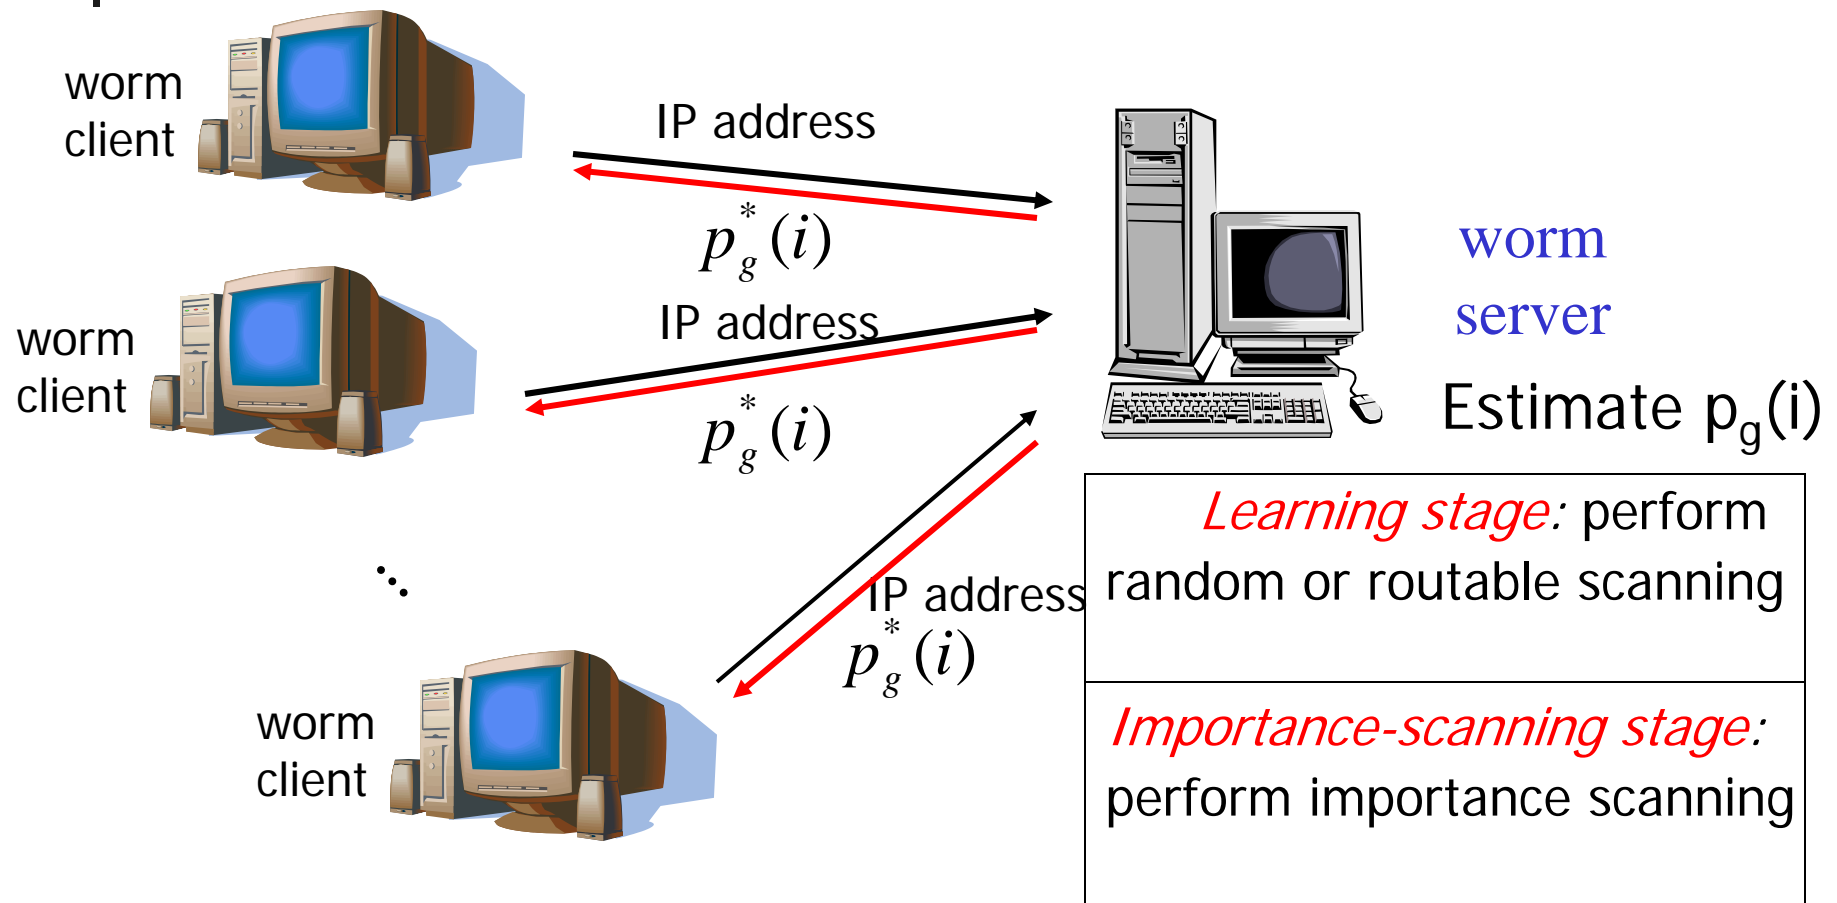 worm
client
IP address
p*g(i)
worm
server
IP address
worm
client
p*g(i)
Estimate pg(i)
Learning stage: perform
random or routable scanning
IP address
p*g(i)
Importance-scanning stage:
perform importance scanning
worm
client